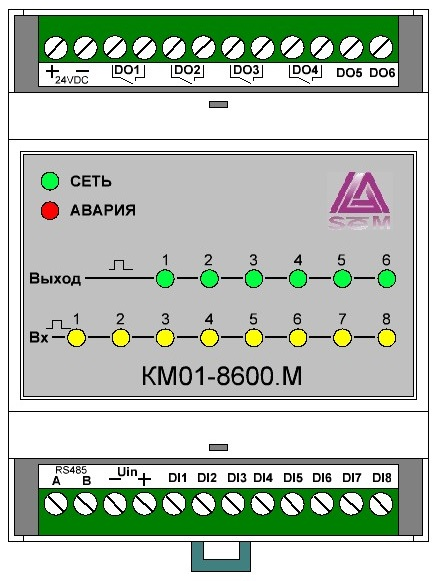 + 24VDC − DO1 DO2 DO3 DO4 DO5 DO6
СЕТЬ
АВАРИЯ
Выход 1 2 3 4 5 6
Вх 1 2 3 4 5 6 7 8
КМ01-8600.М
RS485 Uin
A B − + DI1 DI2 DI3 DI4 DI5 DI6 DI7 DI8